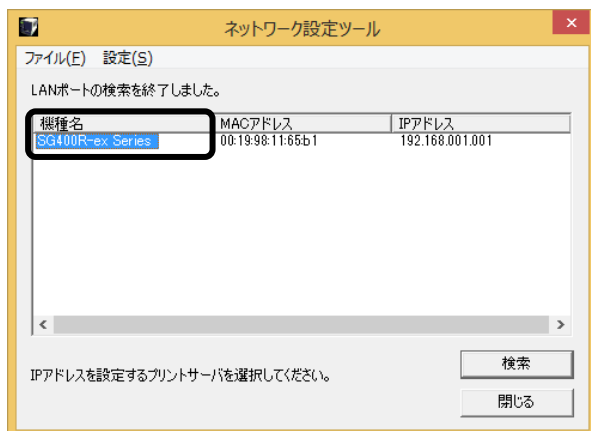 ネットワーク設定ツール
ファイル(F) 設定(S)
LANポートの検索を終了しました。
機種名 MACアドレス IPアドレス
SG400R-ex Series 00:19:98:11:65:b1 192.168.001.001
IPアドレスを設定するプリントサーバを選択してください。
検索
閉じる